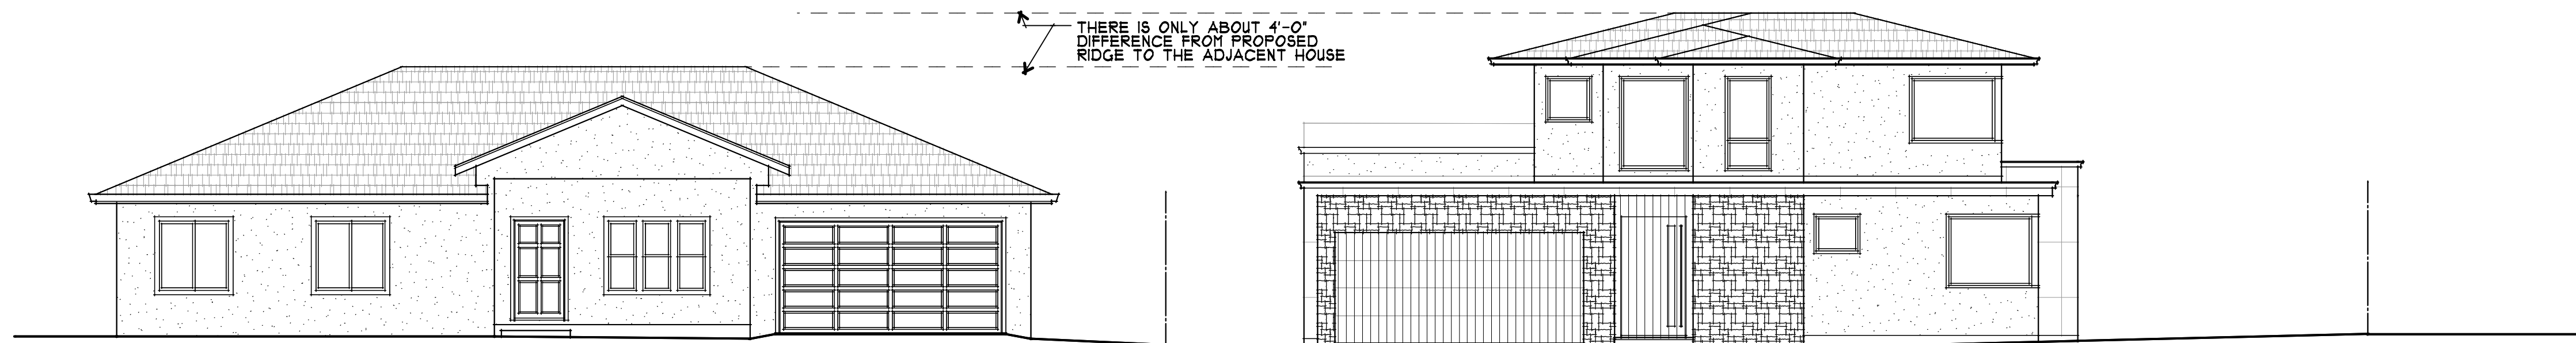 THERE IS ONLY ABOUT 4'-0"
DIFFERENCE FROM PROPOSED
RIDGE TO THE ADJACENT HOUSE